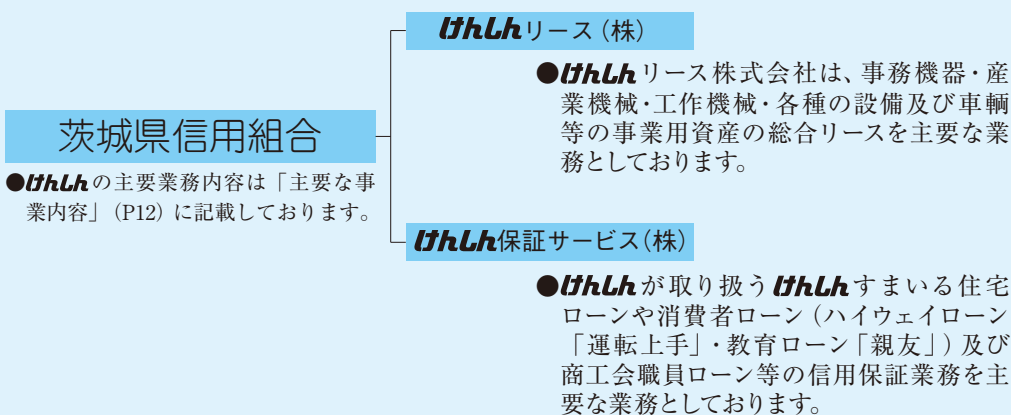 茨城県信用組合
●けんしんの主要業務内容は「主要な事
業内容」(P12)に記載しております。
けんしんリース(株)
●けんしんリース株式会社は、事務機器・産
業機械・工作機械・各種の設備及び車輌
等の事業用資産の総合リースを主要な業
務としております。
けんしん保証サービス(株)
●けんしんが取り扱うけんしんすまいる住宅
ローンや消費者ローン(ハイウェイローン
「運転上手」・教育ローン「親友」)及び
商工会職員ローン等の信用保証業務を主
要な業務としております。